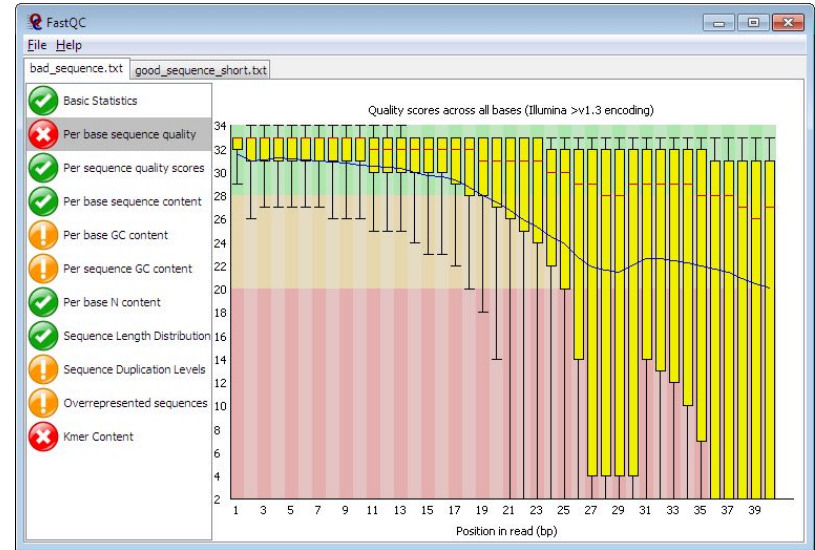 FastQC
File Help
bad_sequence.txt good_sequence_short.txt
Basic Statistics
Per base sequence quality
Per sequence quality scores
Per base sequence content
Per base GC content
Per sequence GC content
Per base N content
Sequence Length Distribution
Sequence Duplication Levels
Overrepresented sequences
Kmer Content
Quality scores across all bases (Illumina >v1.3 encoding)
34
32
30
28
26
24
22
20
18
16
14
12
10
8
6
4
2
1 3 5 7 9 11 13 15 17 19 21 23 25 27 29 31 33 35 37 39
Position in read (bp)